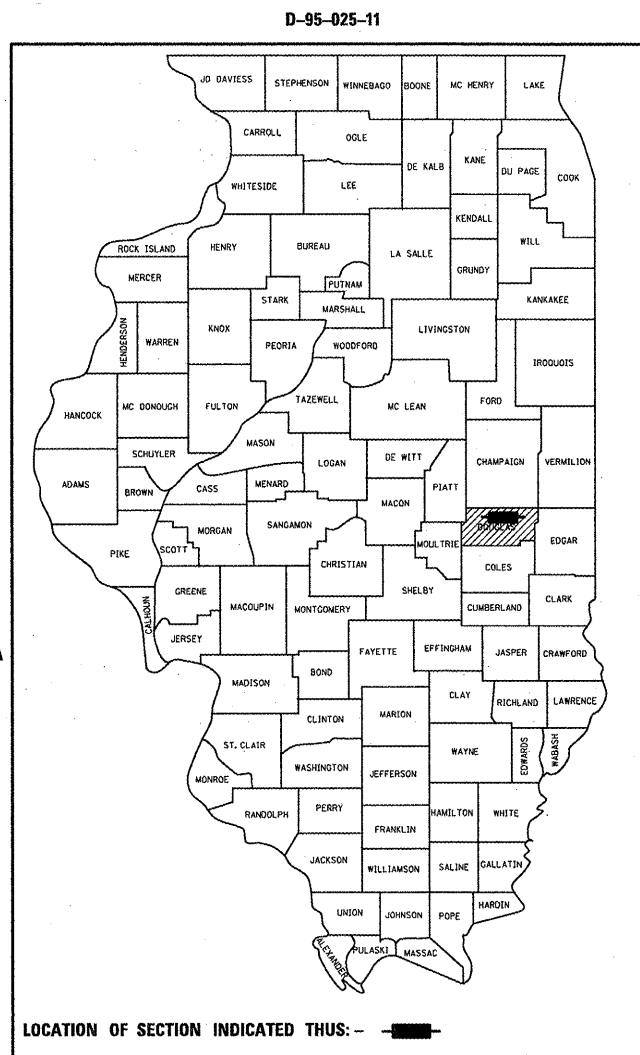 D-95-025-11
JO DAVIESS STEPHENSON WINNEBAGO BOONE MC HENRY LAKE
CARROLL OGLE DE KALB KANE DU PAGE COOK
WHITESIDE LEE
KENDALL WILL
ROCK ISLAND HENRY BUREAU LA SALLE GRUNDY
MERCER PUTNAM
STARK MARSHALL KANKAKEE
HENDERSON WARREN KNOX PEORIA WOODFORD LIVINGSTON IROQUOIS
HANCOCK MC DONOUGH FULTON TAZEWELL MC LEAN FORD
SCHUYLER MASON LOGAN DE WITT CHAMPAIGN VERMILION
ADAMS BROWN CASS MENARD MACON PIATT
PIKE SCOTT MORGAN SANGAMON CHRISTIAN MOULTRIE DOUGLAS EDGAR
CALHOUN GREENE MACOUPIN MONTGOMERY SHELBY COLES CLARK
JERSEY CUMBERLAND
MADISON BOND FAYETTE EFFINGHAM JASPER CRAWFORD
CLINTON MARION CLAY RICHLAND LAWRENCE
ST. CLAIR WASHINGTON JEFFERSON WAYNE EDWARDS WABASH
MONROE
RANDOLPH PERRY FRANKLIN HAMILTON WHITE
JACKSON WILLIAMSON SALINE GALLATIN
UNION JOHNSON POPE HARDIN
ALEXANDER PULASKI MASSAC
LOCATION OF SECTION INDICATED THUS: -